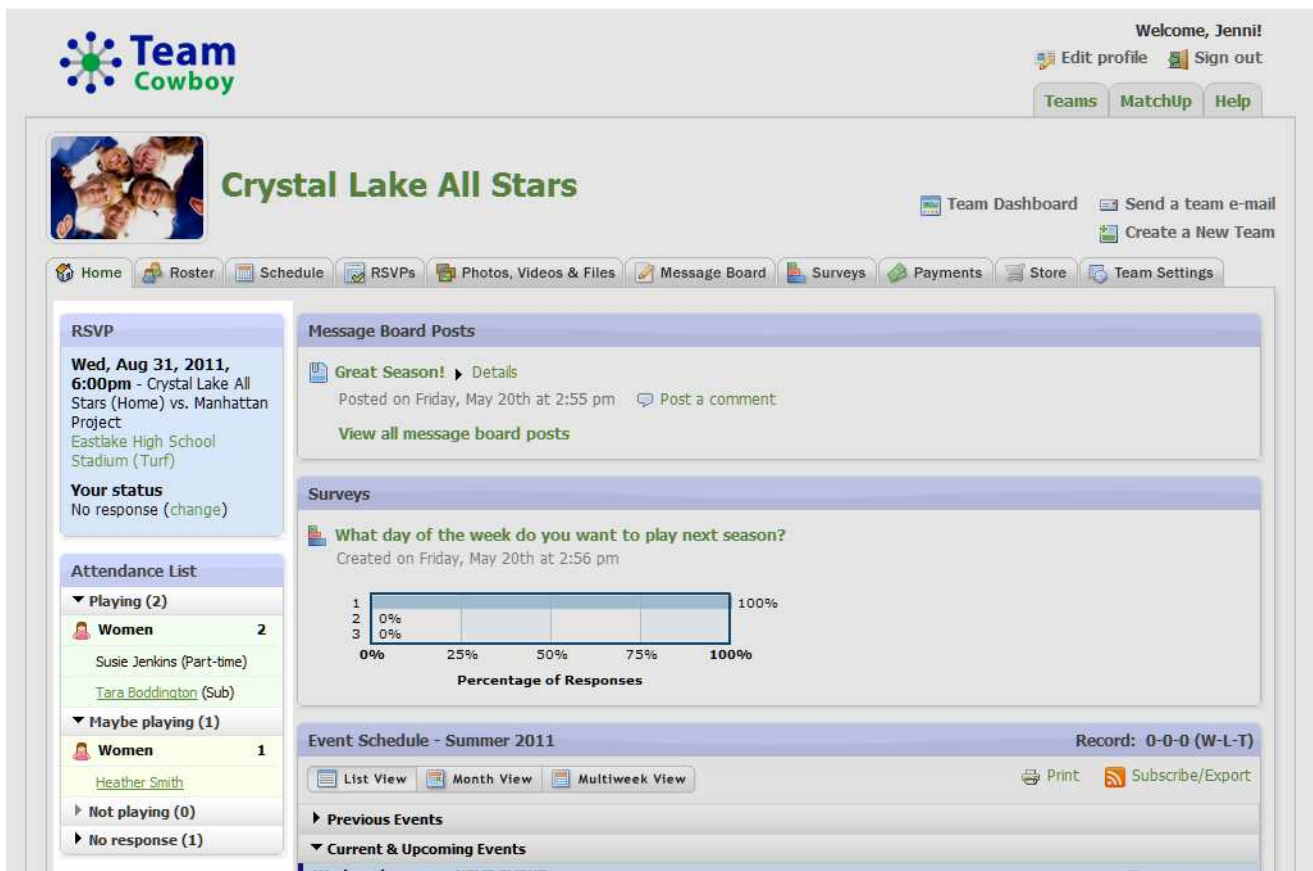 Team
Cowboy
Welcome, Jenni!
Edit profile Sign out
Teams MatchUp Help
Crystal Lake All Stars
Team Dashboard Send a team e-mail
Create a New Team
Home Roster Schedule RSVPs Photos, Videos & Files Message Board Surveys Payments Store Team Settings
RSVP
Wed, Aug 31, 2011,
6:00pm - Crystal Lake All
Stars (Home) vs. Manhattan
Project
Eastlake High School
Stadium (Turf)
Your status
No response (change)
Attendance List
Playing (2)
Women 2
Susie Jenkins (Part-time)
Tara Boddington (Sub)
Maybe playing (1)
Women 1
Heather Smith
Not playing (0)
No response (1)
Message Board Posts
Great Season! Details
Posted on Friday, May 20th at 2:55 pm Post a comment
View all message board posts
Surveys
What day of the week do you want to play next season?
Created on Friday, May 20th at 2:56 pm
1 100%
2 0%
3 0%
0% 25% 50% 75% 100%
Percentage of Responses
Event Schedule - Summer 2011 Record: 0-0-0 (W-L-T)
List View Month View Multiweek View Print Subscribe/Export
Previous Events
Current & Upcoming Events